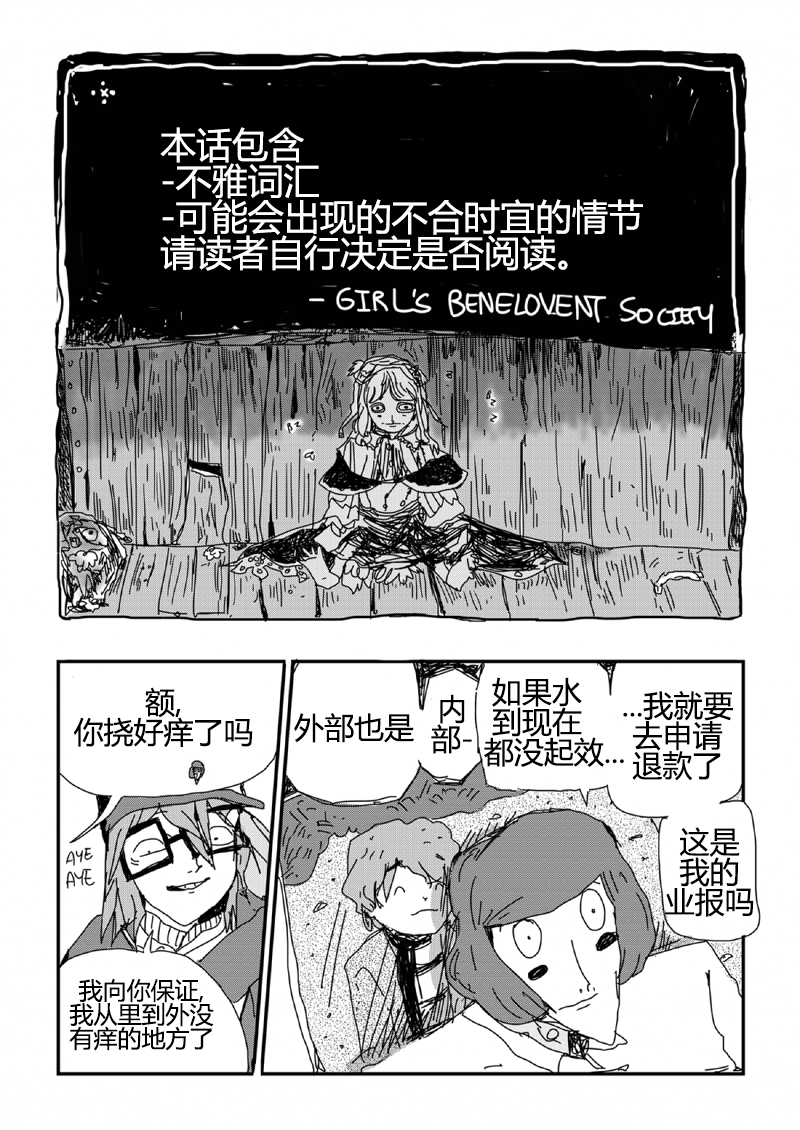 本话包含
-不雅词汇
-可能会出现的不合时宜的情节
请读者自行决定是否阅读。
- GIRL'S BENELOVENT SOCIETY
BZZ
BZZ
额,
你挠好痒了吗
AYE
AYE
我向你保证,
我从里到外没
有痒的地方了
外部也是
内
部-
如果水
到现在
都没起效...
...我就要
去申请
退款了
这是
我的
业报吗